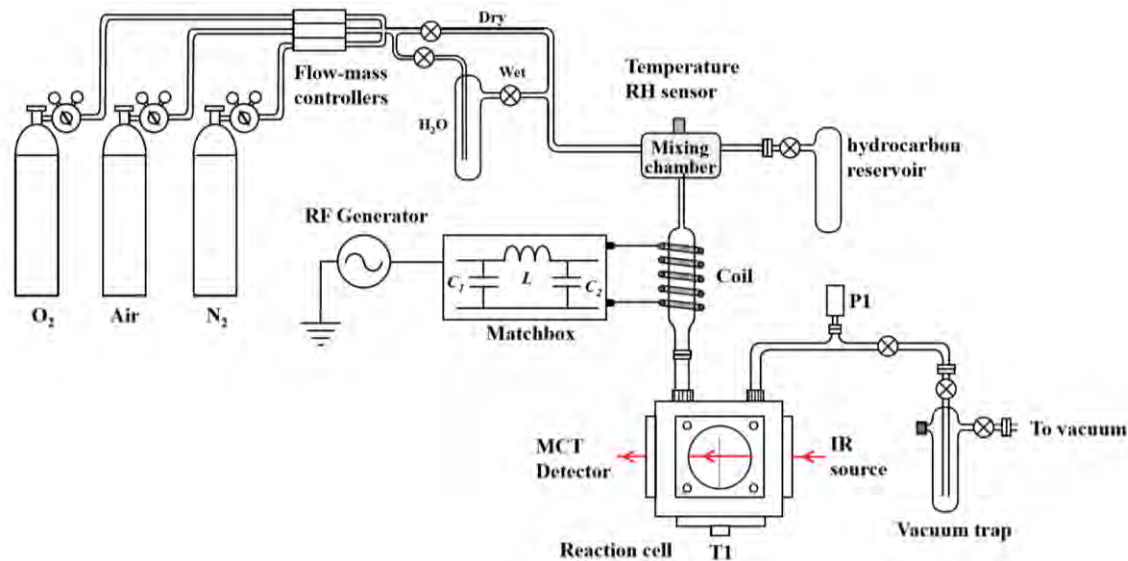 Dry
Flow-mass
controllers
Wet
H₂O
Temperature
RH sensor
Mixing
chamber
hydrocarbon
reservoir
O₂
Air
N₂
RF Generator
C₁
L
C₂
Matchbox
Coil
P1
MCT
Detector
IR
source
To vacuum
Vacuum trap
Reaction cell
T1